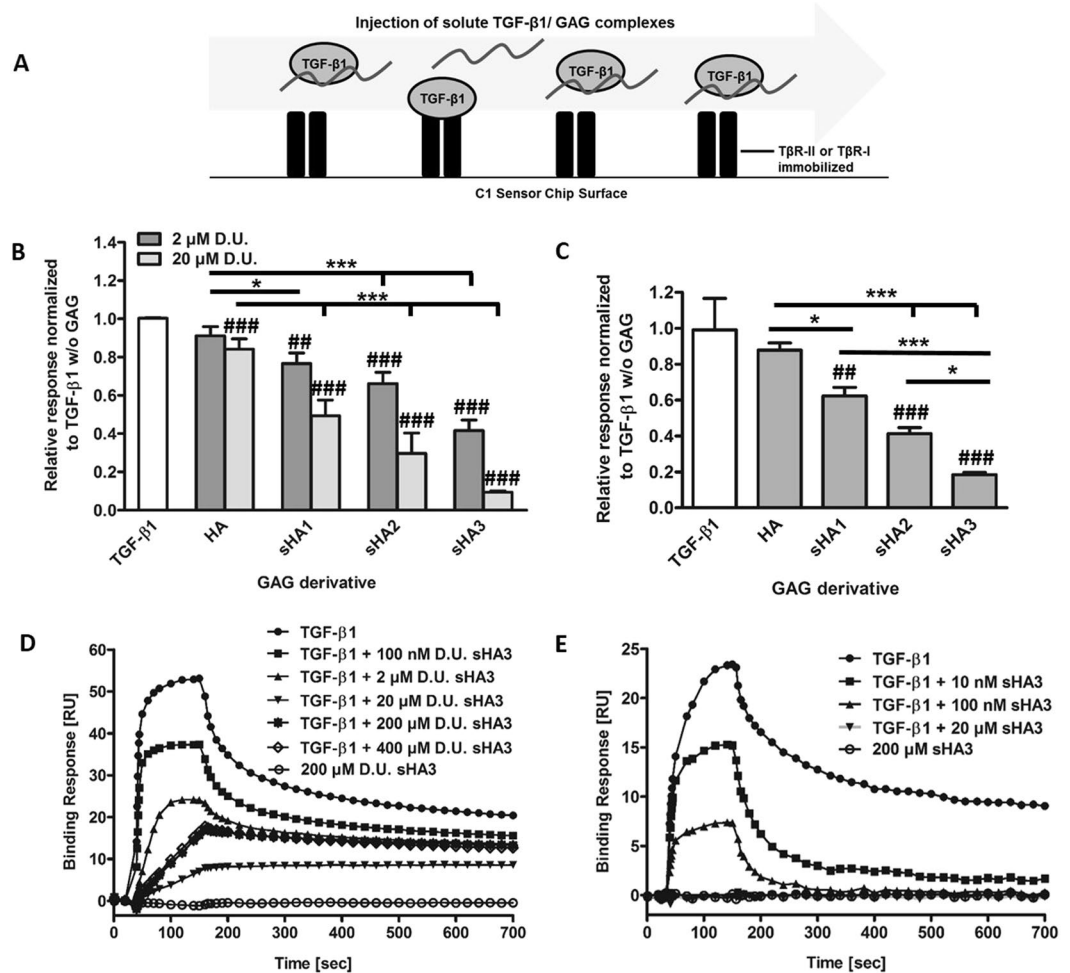 A
Injection of solute TGF-β1/ GAG complexes
TGF-β1
TGF-β1
TGF-β1
TGF-β1
TβR-II or TβR-I
immobilized
C1 Sensor Chip Surface
B
Relative response normalized
to TGF-β1 w/o GAG
1.4
1.2
1.0
0.8
0.6
0.4
0.2
0.0
2 µM D.U.
20 µM D.U.
***
*
***
###
##
###
###
###
###
###
TGF-β1
HA
sHA1
sHA2
sHA3
GAG derivative
C
Relative response normalized
to TGF-β1 w/o GAG
1.2
1.0
0.8
0.6
0.4
0.2
0.0
***
*
***
*
##
###
###
TGF-β1
HA
sHA1
sHA2
sHA3
GAG derivative
D
Binding Response [RU]
60
50
40
30
20
10
0
TGF-β1
TGF-β1 + 100 nM D.U. sHA3
TGF-β1 + 2 µM D.U. sHA3
TGF-β1 + 20 µM D.U. sHA3
TGF-β1 + 200 µM D.U. sHA3
TGF-β1 + 400 µM D.U. sHA3
200 µM D.U. sHA3
0 100 200 300 400 500 600 700
Time [sec]
E
Binding Response [RU]
25
20
15
10
5
0
TGF-β1
TGF-β1 + 10 nM sHA3
TGF-β1 + 100 nM sHA3
TGF-β1 + 20 µM sHA3
200 µM sHA3
0 100 200 300 400 500 600 700
Time [sec]